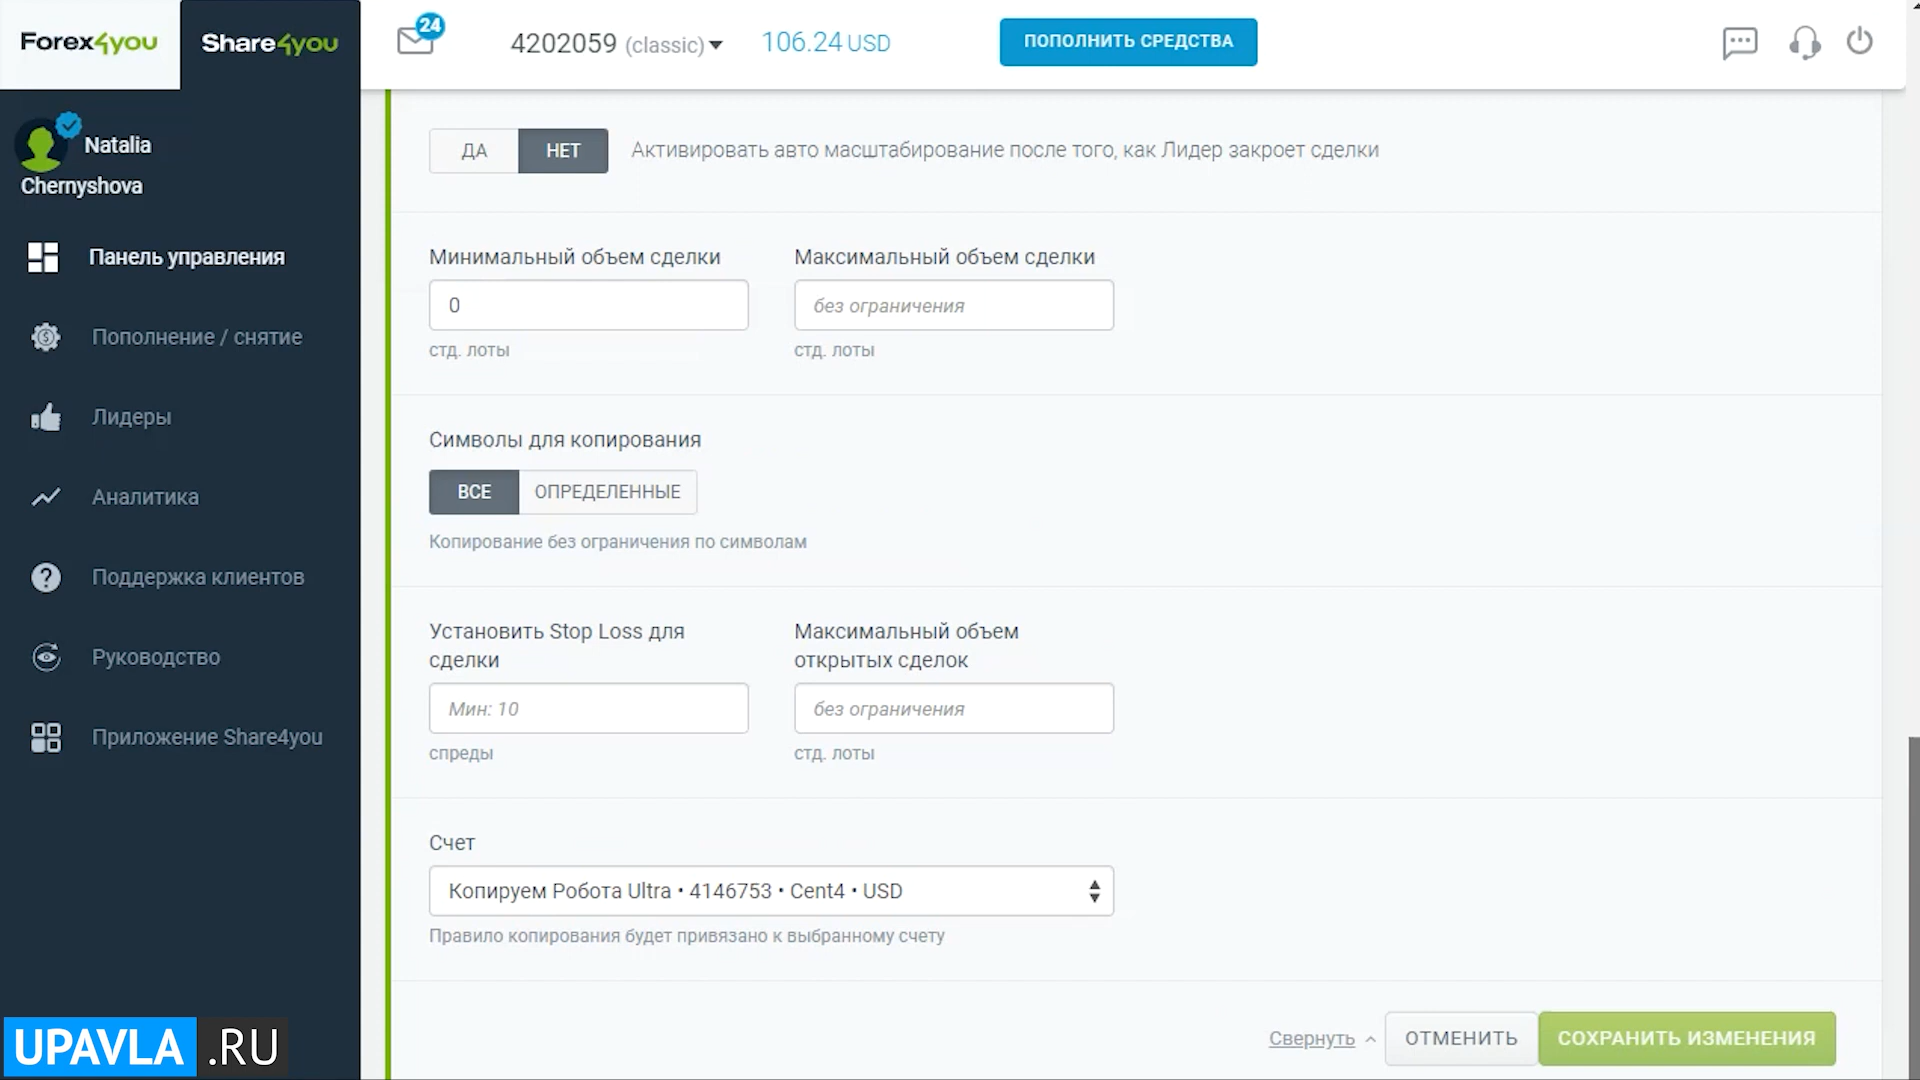 Forex4you
Share4you
24
4202059 (classic)
106.24 USD
ПОПОЛНИТЬ СРЕДСТВА
Natalia
Chernyshova
Панель управления
Пополнение / снятие
Лидеры
Аналитика
Поддержка клиентов
Руководство
Приложение Share4you
ДА
НЕТ
Активировать авто масштабирование после того, как Лидер закроет сделки
Минимальный объем сделки
Максимальный объем сделки
0
без ограничения
стд. лоты
стд. лоты
Символы для копирования
ВСЕ
ОПРЕДЕЛЕННЫЕ
Копирование без ограничения по символам
Установить Stop Loss для
сделки
Максимальный объем
открытых сделок
Мин: 10
без ограничения
спреды
стд. лоты
Счет
Копируем Робота Ultra • 4146753 • Cent4 • USD
Правило копирования будет привязано к выбранному счету
Свернуть
ОТМЕНИТЬ
СОХРАНИТЬ ИЗМЕНЕНИЯ
UPAVLA .RU